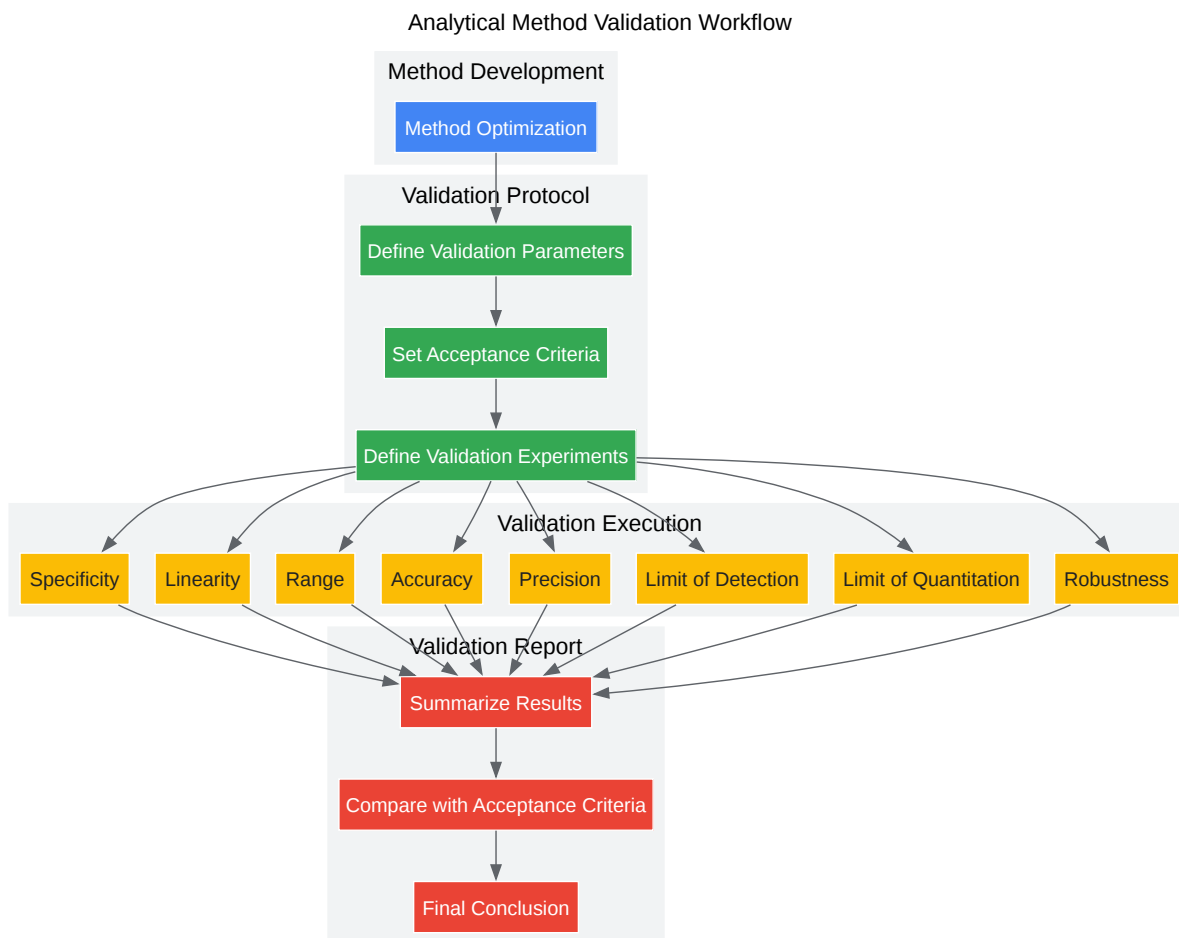 Analytical Method Validation Workflow
Method Development
Method Optimization
Validation Protocol
Define Validation Parameters
Set Acceptance Criteria
Define Validation Experiments
Validation Execution
Specificity
Linearity
Range
Accuracy
Precision
Limit of Detection
Limit of Quantitation
Robustness
Validation Report
Summarize Results
Compare with Acceptance Criteria
Final Conclusion